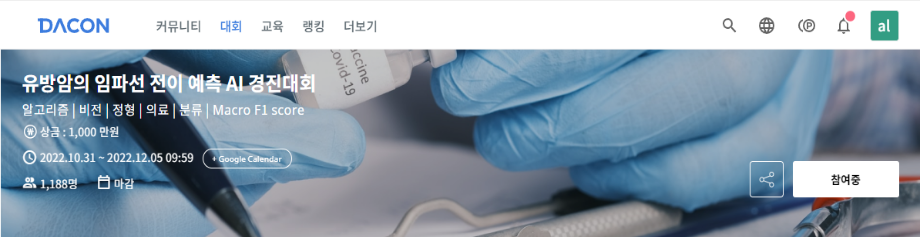 DACON 커뮤니티 대회 교육 랭킹 더보기 al
유방암의 임파선 전이 예측 AI 경진대회
알고리즘 | 비전 | 정형 | 의료 | 분류 | Macro F1 score
₩ 상금 : 1,000 만원
2022.10.31 ~ 2022.12.05 09:59 + Google Calendar
1,188명 마감
참여중
vaccine
Covid-19